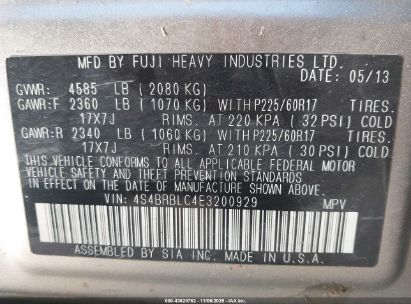 MFD BY FUJI HEAVY INDUSTRIES LTD.
DATE: 05/13
GVWR: 4585 LB (2080 KG)
GAWR:F 2360 LB (1070 KG) WITH P225/60R17 TIRES.
17X7J RIMS. AT 220 KPA (32 PSI) COLD
GAWR:R 2340 LB (1060 KG) WITH P225/60R17 TIRES.
17X7J RIMS. AT 210 KPA (30 PSI) COLD
THIS VEHICLE CONFORMS TO ALL APPLICABLE FEDERAL MOTOR
VEHICLE SAFETY, BUMPER, AND THEFT PREVENTION
STANDARDS IN EFFECT ON THE DATE OF MANUFACTURE
SHOWN ABOVE.
VIN: 4S4BRBLC4E3200929 MPV
ASSEMBLED BY SIA INC. MADE IN U.S.A.